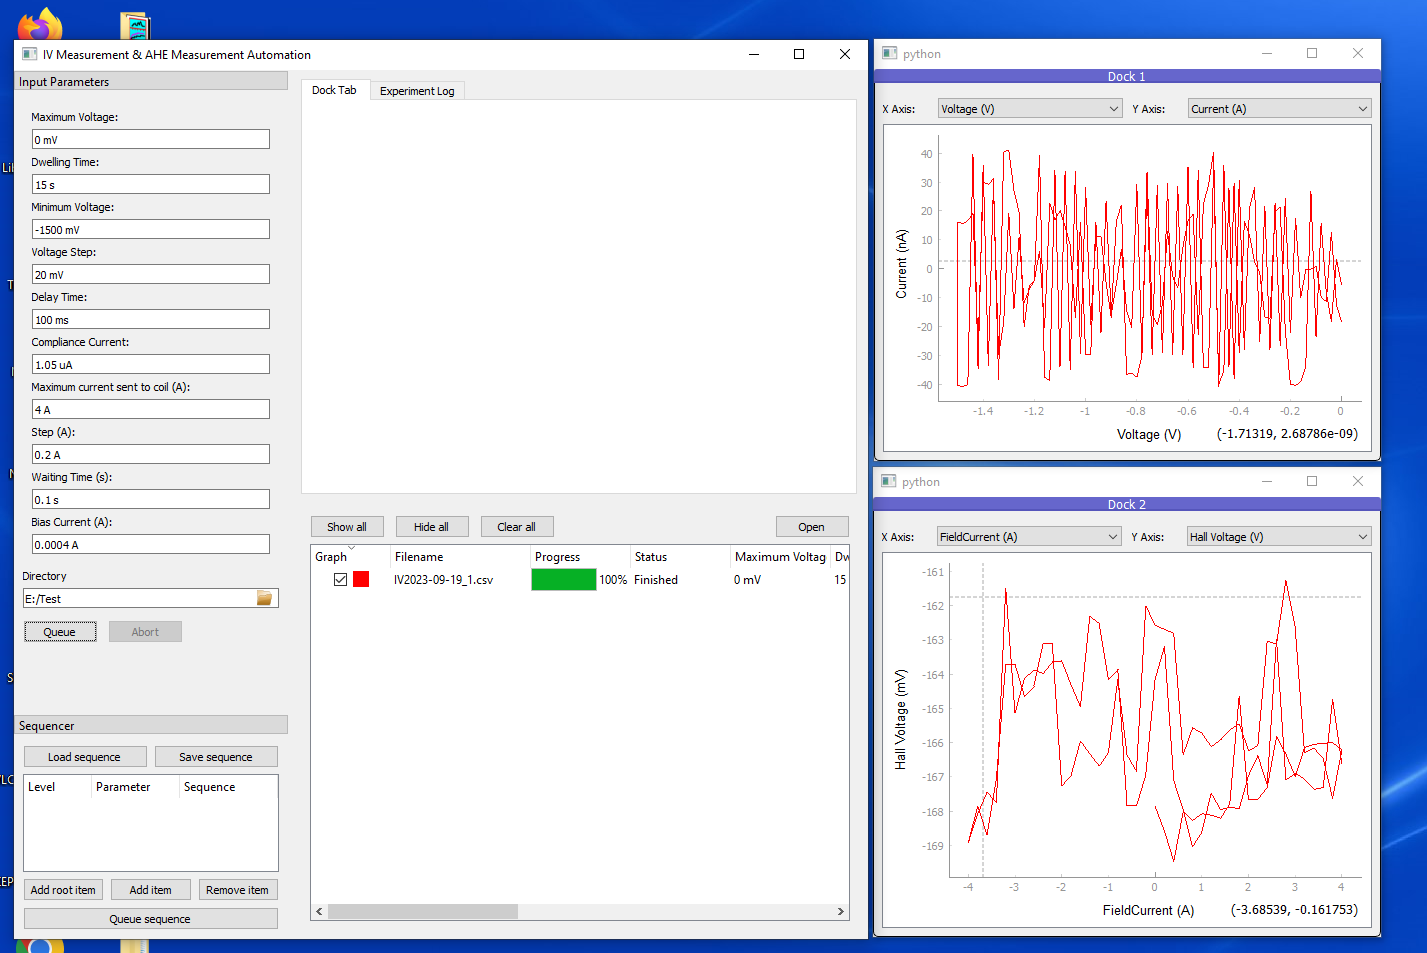 IV Measurement & AHE Measurement Automation
Input Parameters
Maximum Voltage:
0 mV
Dwelling Time:
15 s
Minimum Voltage:
-1500 mV
Voltage Step:
20 mV
Delay Time:
100 ms
Compliance Current:
1.05 uA
Maximum current sent to coil (A):
4 A
Step (A):
0.2 A
Waiting Time (s):
0.1 s
Bias Current (A):
0.0004 A
Directory
E:/Test
Queue Abort
Sequencer
Load sequence Save sequence
Level Parameter Sequence
Add root item Add item Remove item
Queue sequence
Dock Tab Experiment Log
Show all Hide all Clear all Open
Graph Filename Progress Status Maximum Voltag Dw
IV2023-09-19_1.csv 100% Finished 0 mV 15
python
Dock 1
X Axis: Voltage (V) Y Axis: Current (A)
40
30
20
10
0
-10
-20
-30
-40
Current (nA)
-1.4 -1.2 -1 -0.8 -0.6 -0.4 -0.2 0
Voltage (V) (-1.71319, 2.68786e-09)
python
Dock 2
X Axis: FieldCurrent (A) Y Axis: Hall Voltage (V)
-161
-162
-163
-164
-165
-166
-167
-168
-169
Hall Voltage (mV)
-4 -3 -2 -1 0 1 2 3 4
FieldCurrent (A) (-3.68539, -0.161753)